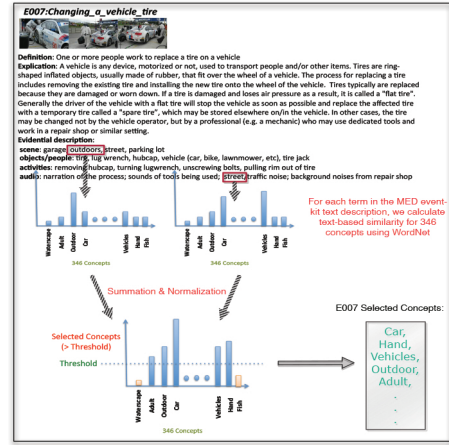 E007:Changing_a_vehicle_tire
Definition: One or more people work to replace a tire on a vehicle
Explication: A vehicle is any device, motorized or not, used to transport people and/or other items. Tires are ring-
shaped inflated objects, usually made of rubber, that fit over the wheel of a vehicle. The process for replacing a tire
includes removing the existing tire and installing the new tire onto the wheel of the vehicle. Tires typically are replaced
because they are damaged or worn down. If a tire is damaged and loses air pressure as a result, it is called a "flat tire".
Generally the driver of the vehicle with a flat tire will stop the vehicle as soon as possible and replace the affected tire
with a temporary tire called a "spare tire", which may be stored elsewhere on/in the vehicle. In other cases, the tire
may be changed not by the vehicle operator, but by a professional (e.g. a mechanic) who may use dedicated tools and
work in a repair shop or similar setting.
Evidential description:
scene: garage, outdoors, street, parking lot
objects/people: tire, lug wrench, hubcap, vehicle (car, bike, lawnmower, etc), tire jack
activities: removing hubcap, turning lugwrench, unscrewing bolts, pulling rim out of tire
audio: narration of the process; sounds of tools being used; street/traffic noise; background noises from repair shop
For each term in the MED event-
kit text description, we calculate
text-based similarity for 346
concepts using WordNet
Waterscape
Adult
Outdoor
Car
Vehicles
Hand
Fish
346 Concepts
Waterscape
Adult
Outdoor
Car
Vehicles
Hand
Fish
346 Concepts
Summation & Normalization
Selected Concepts
(> Threshold)
Threshold
Waterscape
Adult
Outdoor
Car
Vehicles
Hand
Fish
346 Concepts
E007 Selected Concepts:
Car,
Hand,
Vehicles,
Outdoor,
Adult,
.
.
.